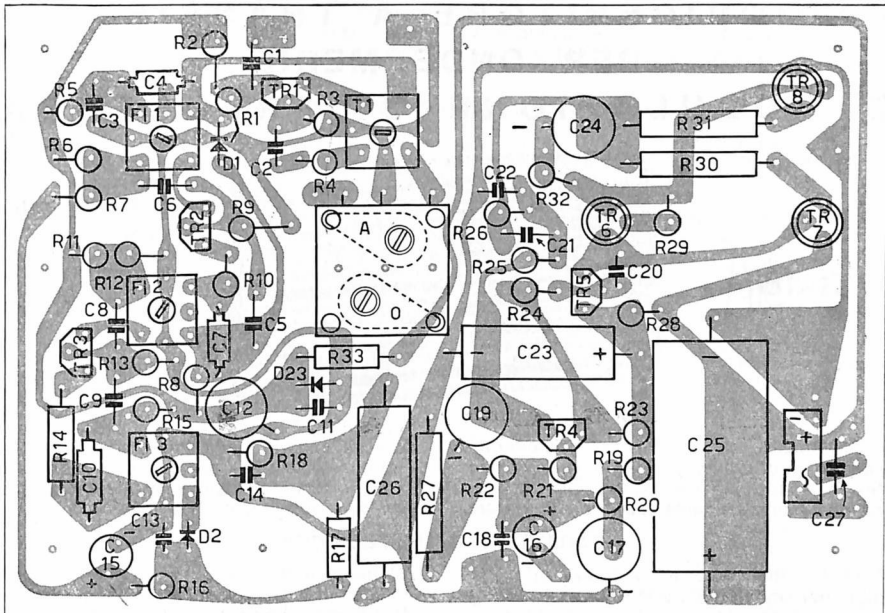 R2
C1
R5
C4
C3
FI 1
R1
TR1
R3
T1
D1
C2
R4
R6
R7
C6
TR2
R9
A
O
R11
R12
R10
FI 2
C8
C7
C5
TR3
R13
R8
R33
D23
C9
C12
C11
R14
R15
FI 3
C10
R18
C14
C26
R27
R17
C13
D2
C 15
-
+
R16
TR 8
-
C24
R31
R30
C22
R32
R26
C21
TR 6
R29
TR 7
R25
C20
TR5
R24
R28
- C23 +
C19
-
TR4
R23
R22
R21
R19
R20
C18
+
C 16
-
C17
-
-
C25
+
- + ~
C27